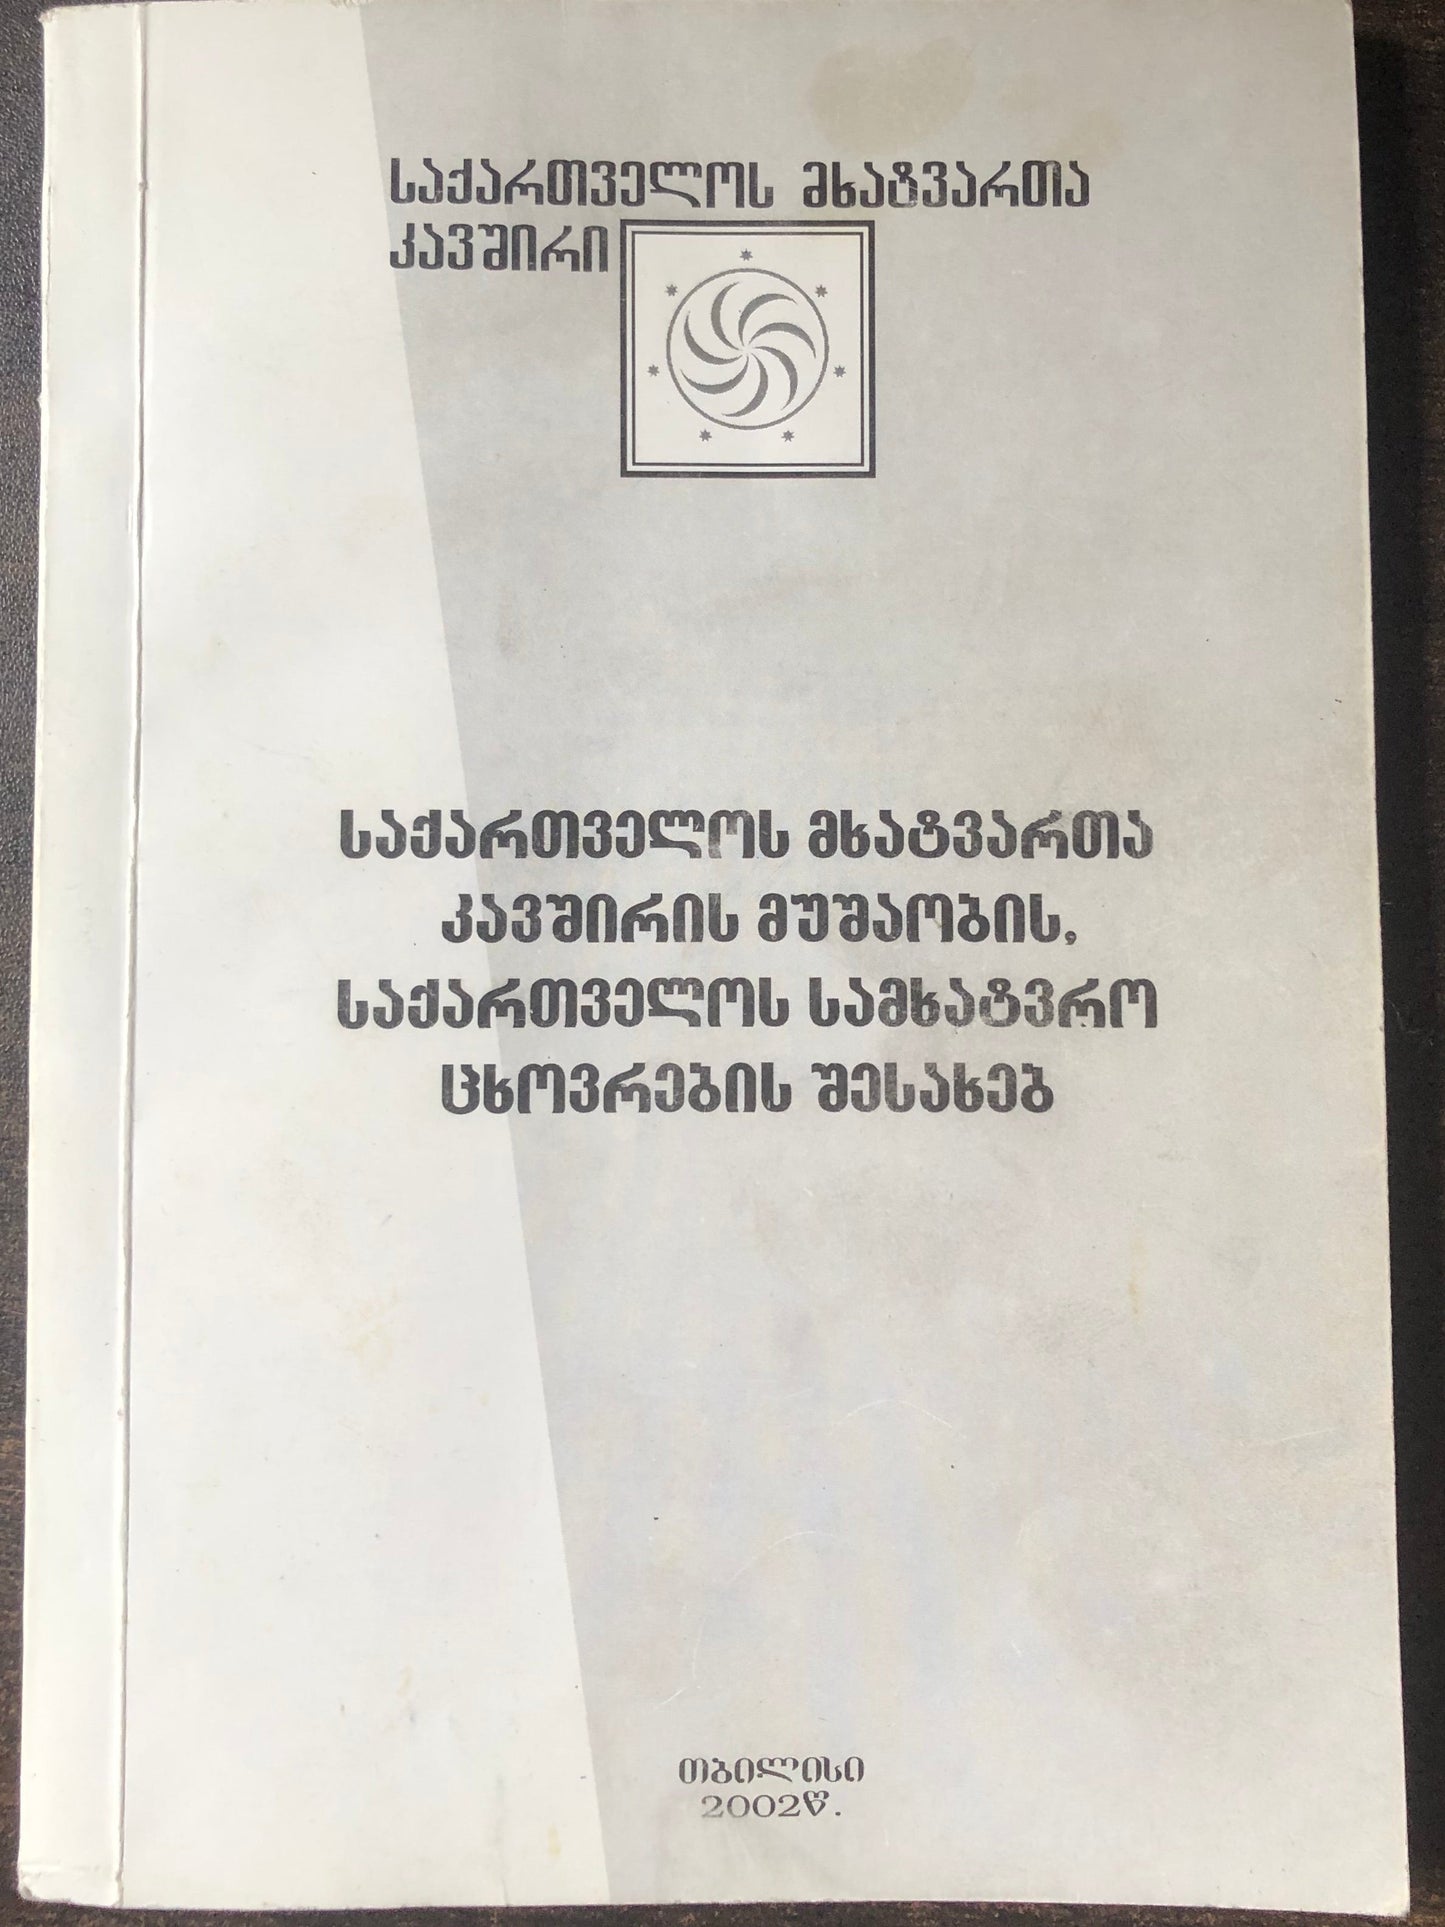 საქართველოს მხატვართა
კავშირი
საქართველოს მხატვართა
კავშირის მუშაობის,
საქართველოს სამხატვრო
ცხოვრების შესახებ
თბილისი
2002წ.